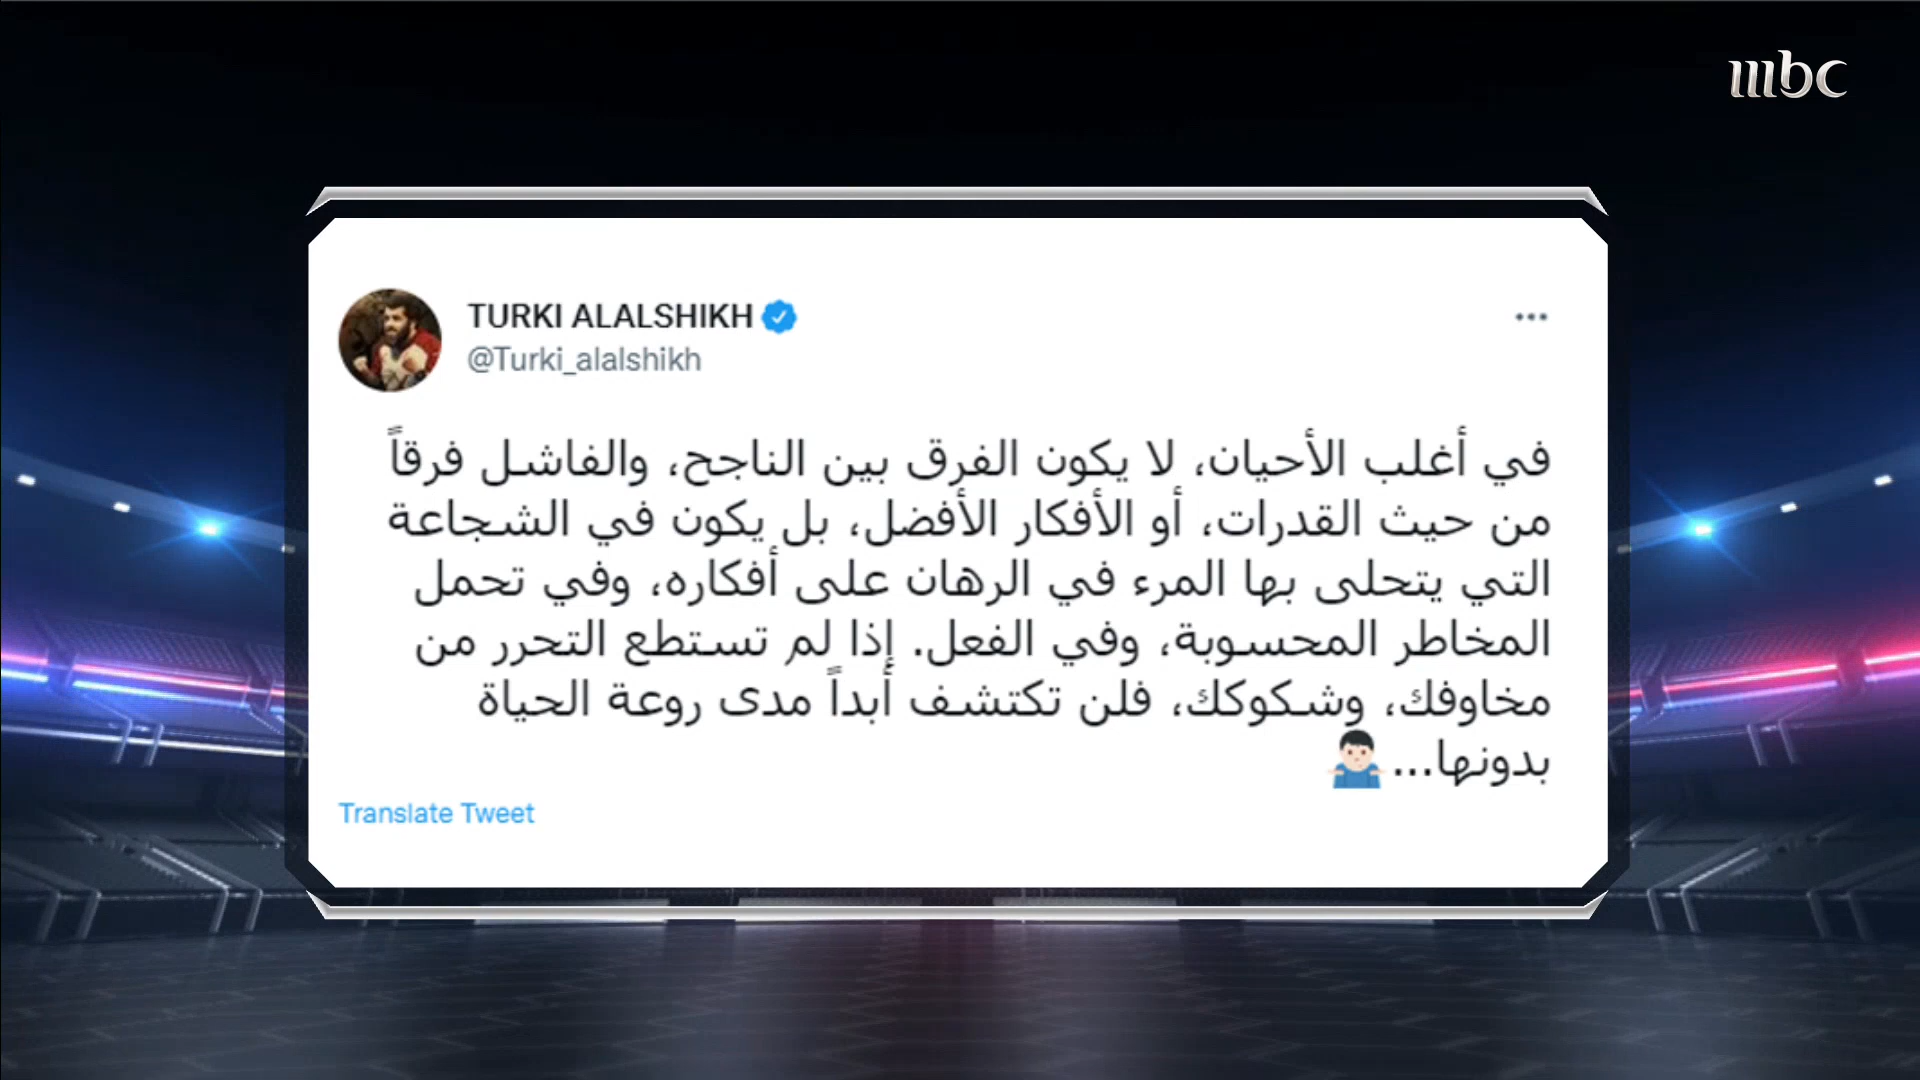 mbc
TURKI ALALSHIKH
@Turki_alalshikh
في أغلب الأحيان، لا يكون الفرق بين الناجح، والفاشل فرقاً
من حيث القدرات، أو الأفكار الأفضل، بل يكون في الشجاعة
التي يتحلى بها المرء في الرهان على أفكاره، وفي تحمل
المخاطر المحسوبة، وفي الفعل. إذا لم تستطع التحرر من
مخاوفك، وشكوكك، فلن تكتشف أبداً مدى روعة الحياة
بدونها...🤷🏻‍♂️
Translate Tweet